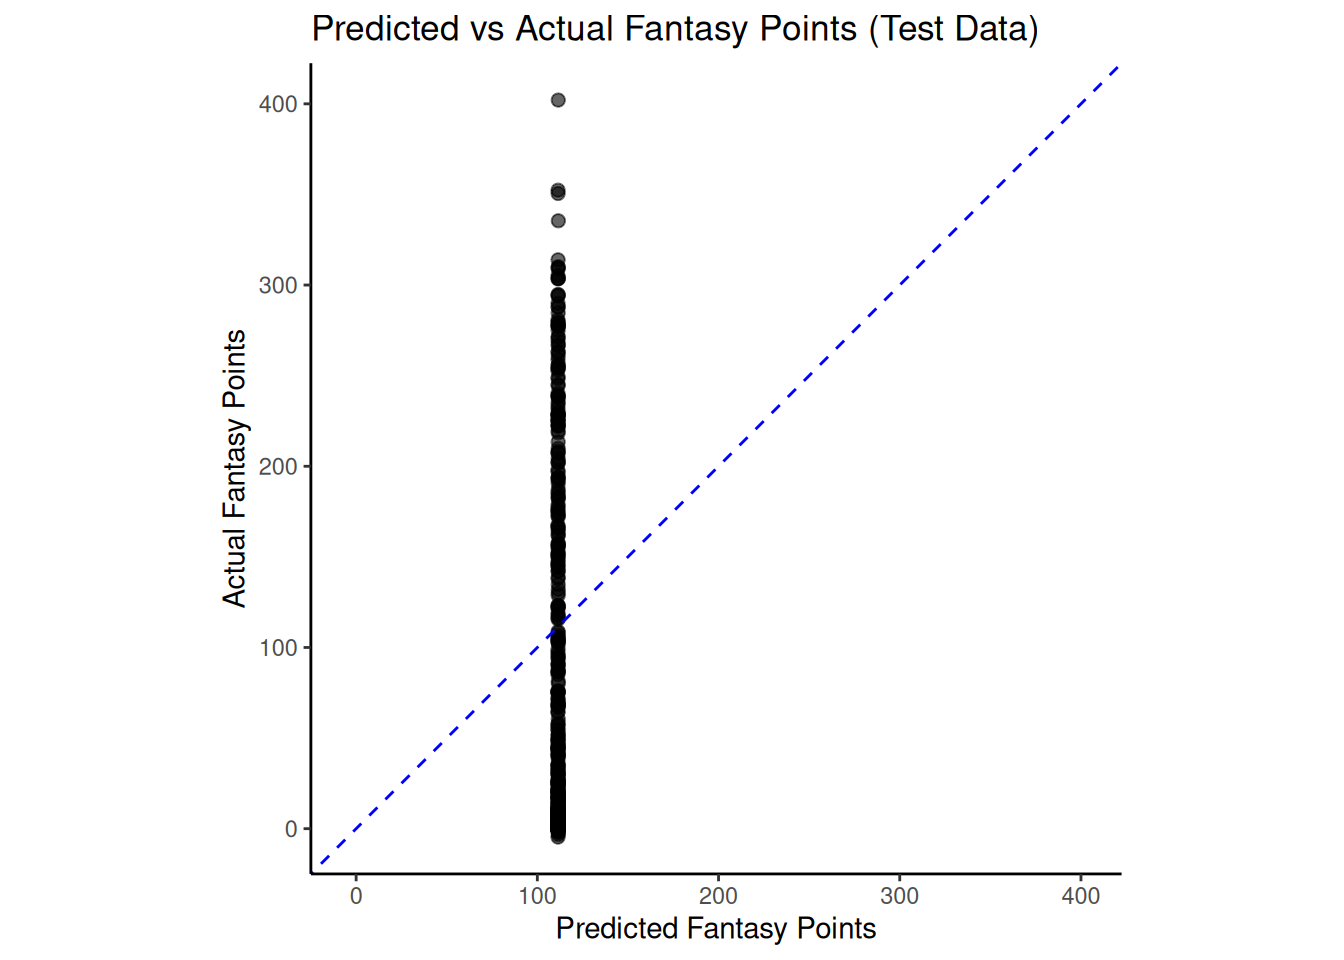 Predicted vs Actual Fantasy Points (Test Data)
Actual Fantasy Points
400
300
200
100
0
0 100 200 300 400
Predicted Fantasy Points